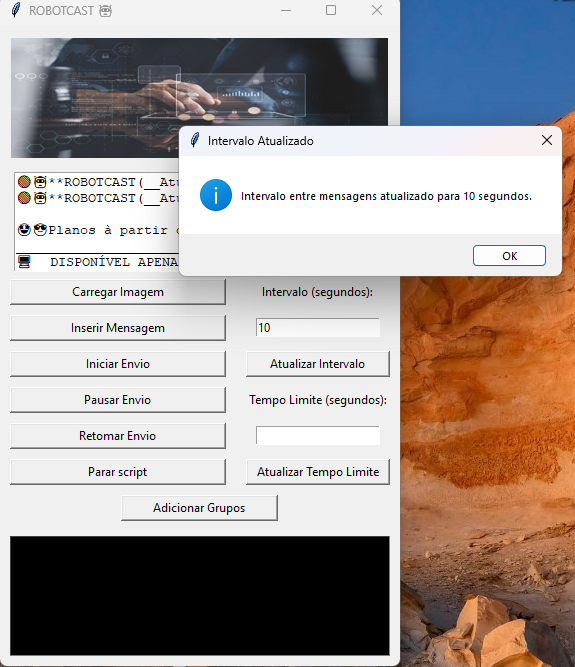 ROBOTCAST
Intervalo Atualizado
Intervalo entre mensagens atualizado para 10 segundos.
OK
**ROBOTCAST(__Atu
**ROBOTCAST(__Atu
Planos à partir
DISPONÍVEL APENA
Carregar Imagem
Intervalo (segundos):
Inserir Mensagem
10
Iniciar Envio
Atualizar Intervalo
Pausar Envio
Tempo Limite (segundos):
Retomar Envio
Parar script
Atualizar Tempo Limite
Adicionar Grupos